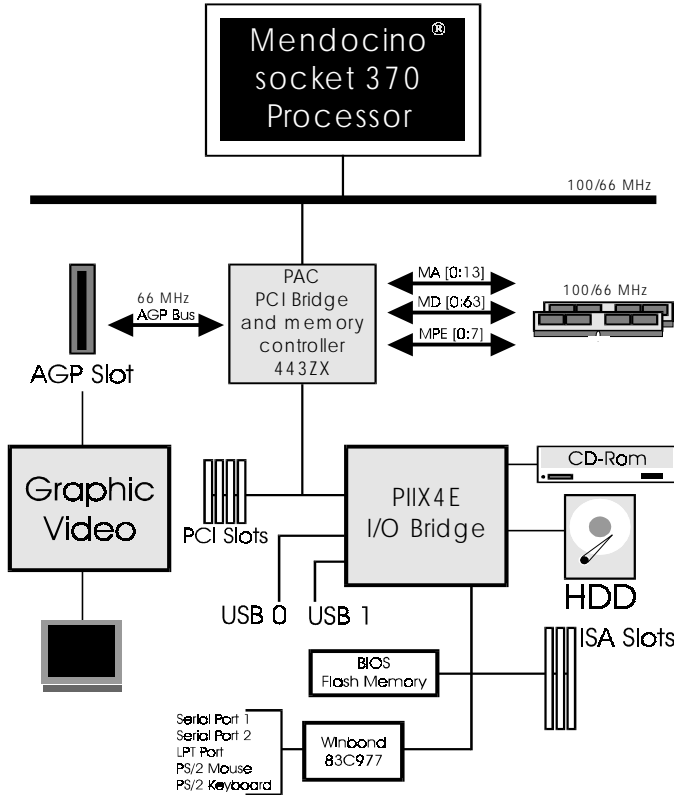 Mendocino®
socket 370
Processor
100/66 MHz
PAC
PCI Bridge
and memory
controller
443ZX
MA [0:13]
MD [0:63]
MPE [0:7]
100/66 MHz
66 MHz
AGP Bus
AGP Slot
Graphic
Video
PCI Slots
PIIX4E
I/O Bridge
CD-Rom
HDD
USB 0
USB 1
ISA Slots
BIOS
Flash Memory
Serial Port 1
Serial Port 2
LPT Port
PS/2 Mouse
PS/2 Keyboard
Winbond
83C977